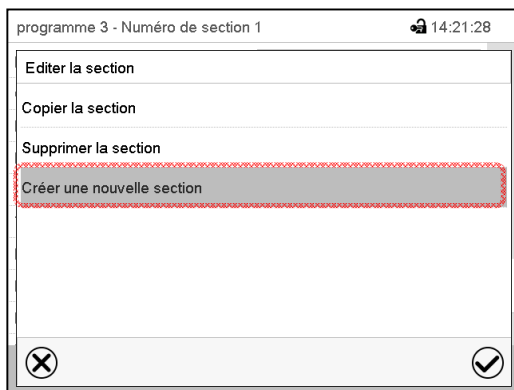 programme 3 - Numéro de section 1 14:21:28
Editer la section
Copier la section
Supprimer la section
Créer une nouvelle section